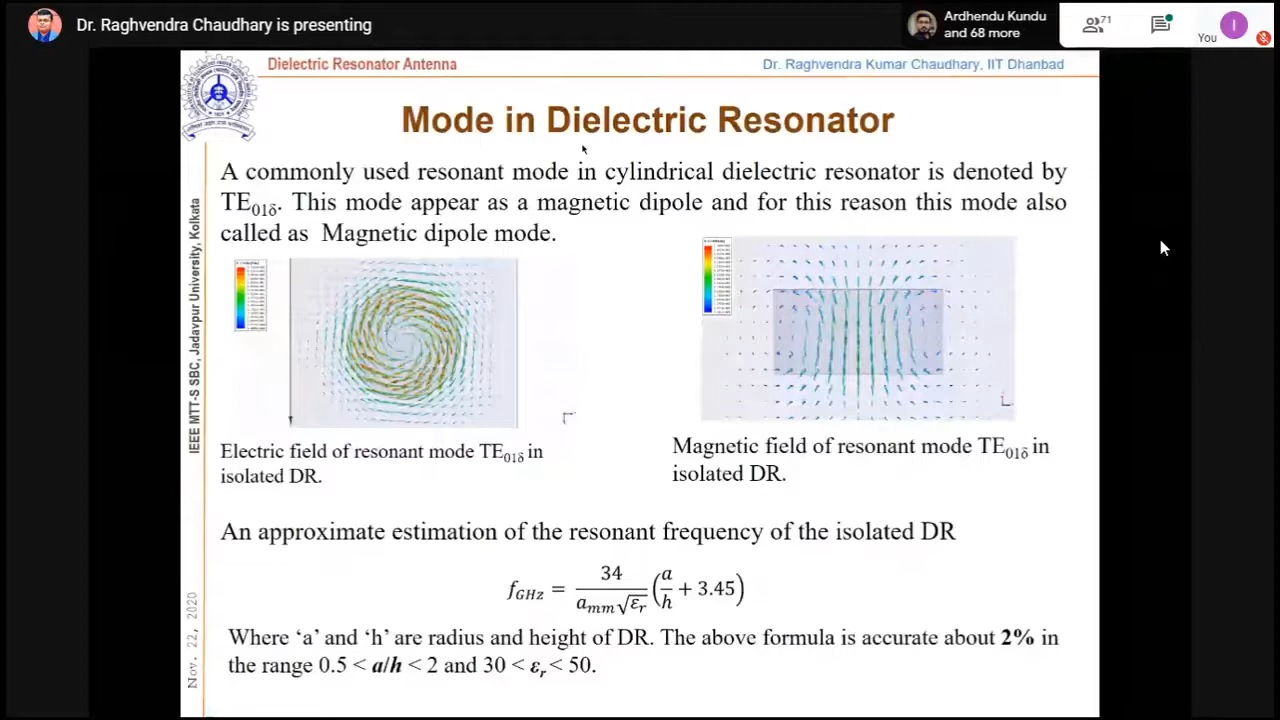 Dr. Raghvendra Chaudhary is presenting
Ardhendu Kundu
and 68 more
71
You
I
Dielectric Resonator Antenna
Dr. Raghvendra Kumar Chaudhary, IIT Dhanbad
Mode in Dielectric Resonator
A commonly used resonant mode in cylindrical dielectric resonator is denoted by
TE₀₁δ. This mode appear as a magnetic dipole and for this reason this mode also
called as Magnetic dipole mode.
Electric field of resonant mode TE₀₁δ in
isolated DR.
Magnetic field of resonant mode TE₀₁δ in
isolated DR.
An approximate estimation of the resonant frequency of the isolated DR
f_GHz = 34 / (a_mm √ε_r) (a/h + 3.45)
Where ‘a’ and ‘h’ are radius and height of DR. The above formula is accurate about 2% in
the range 0.5 < a/h < 2 and 30 < ε_r < 50.
IEEE MTT-S SBC, Jadavpur University, Kolkata
Nov. 22, 2020